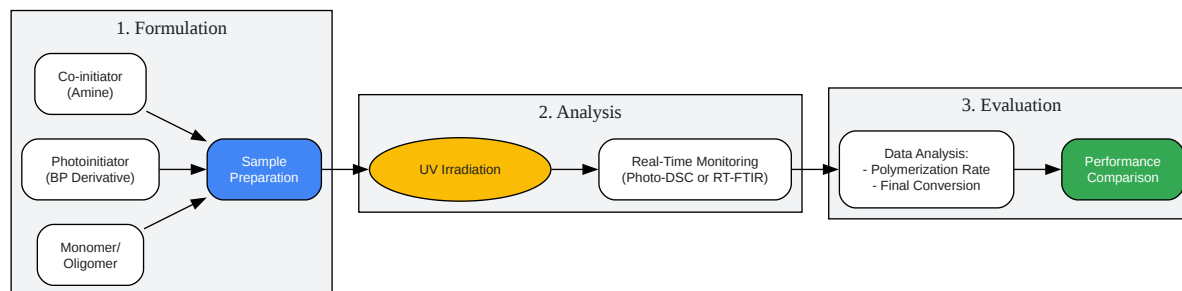 1. Formulation
Co-initiator
(Amine)
Photoinitiator
(BP Derivative)
Monomer/
Oligomer
Sample
Preparation
2. Analysis
UV Irradiation
Real-Time Monitoring
(Photo-DSC or RT-FTIR)
3. Evaluation
Data Analysis:
- Polymerization Rate
- Final Conversion
Performance
Comparison